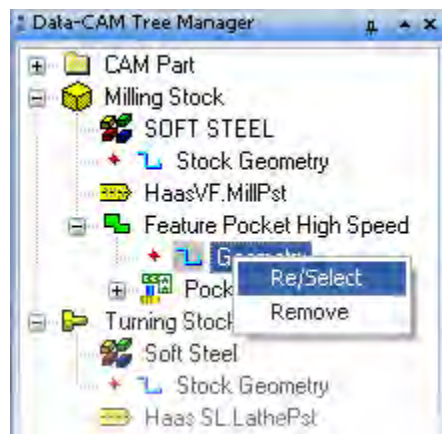 Data-CAM Tree Manager
CAM Part
Milling Stock
SOFT STEEL
Stock Geometry
HaasVF.MillPst
Feature Pocket High Speed
Geometry
Re/Select
Remove
Turning Stock
Soft Steel
Stock Geometry
Haas SL.LathePst